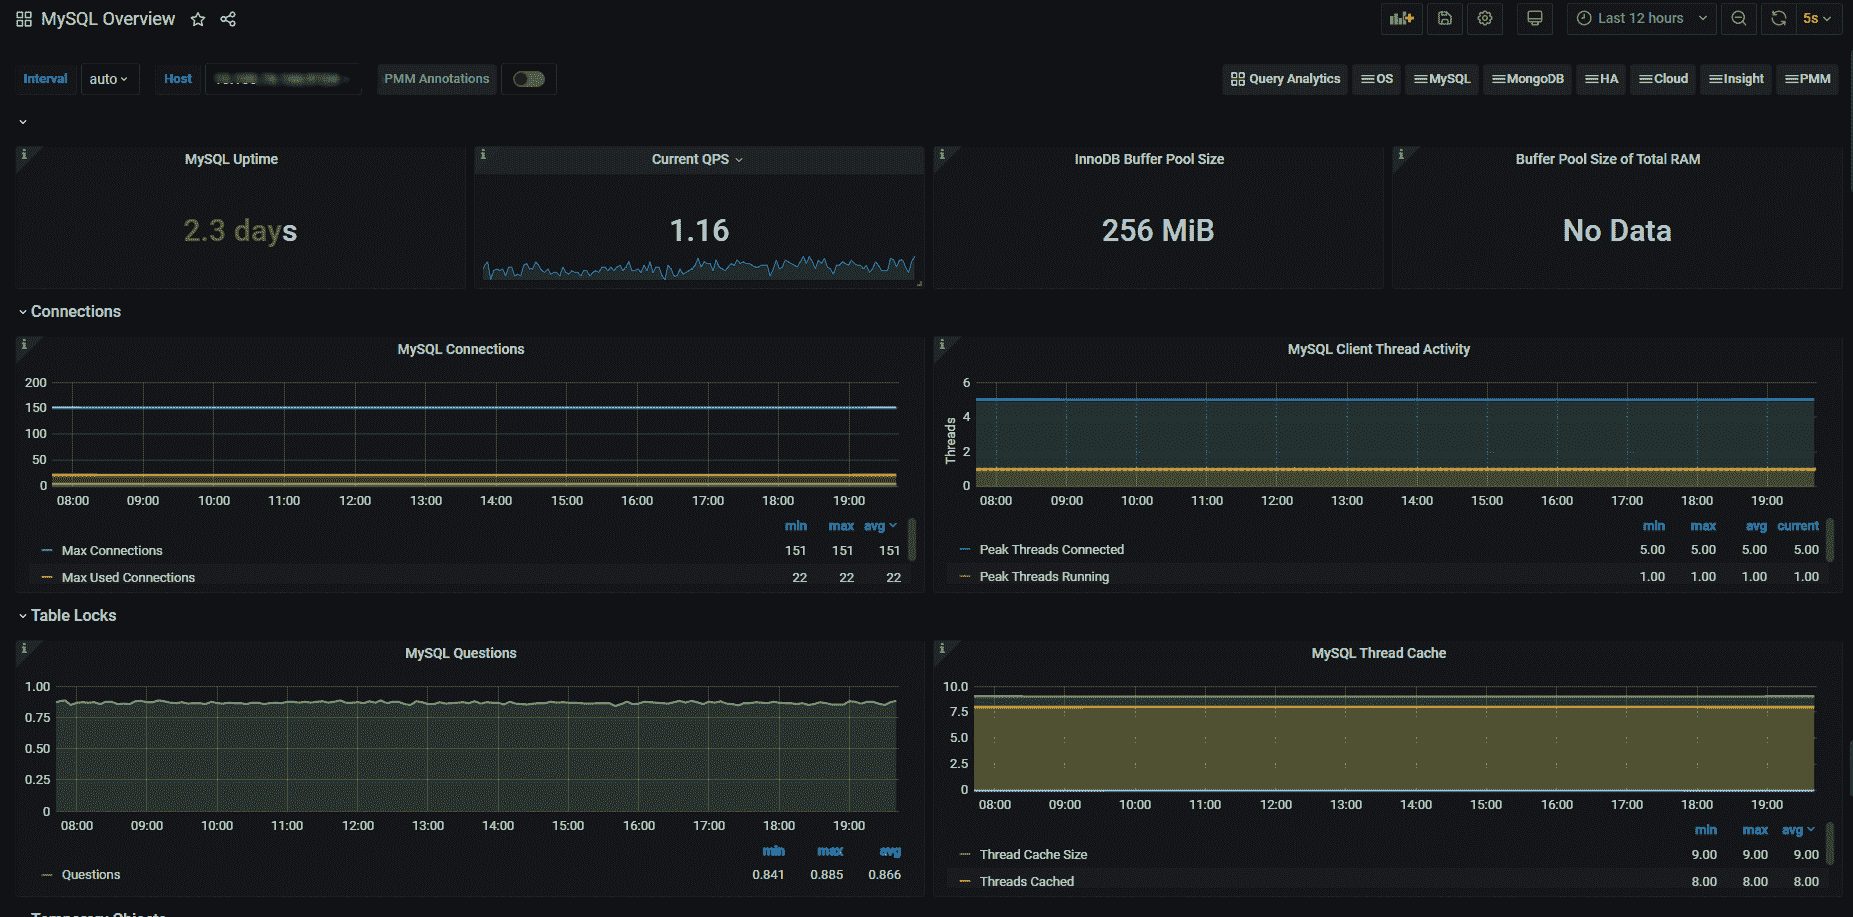 MySQL Overview
Last 12 hours
5s
Interval
auto
Host
PMM Annotations
Query Analytics
OS
MySQL
MongoDB
HA
Cloud
Insight
PMM
MySQL Uptime
Current QPS
InnoDB Buffer Pool Size
Buffer Pool Size of Total RAM
2.3 days
1.16
256 MiB
No Data
Connections
MySQL Connections
200
150
100
50
0
08:00 09:00 10:00 11:00 12:00 13:00 14:00 15:00 16:00 17:00 18:00 19:00
min max avg
Max Connections 151 151 151
Max Used Connections 22 22 22
MySQL Client Thread Activity
Threads
6
4
2
0
08:00 09:00 10:00 11:00 12:00 13:00 14:00 15:00 16:00 17:00 18:00 19:00
min max avg current
Peak Threads Connected 5.00 5.00 5.00 5.00
Peak Threads Running 1.00 1.00 1.00 1.00
Table Locks
MySQL Questions
1.00
0.75
0.50
0.25
0
08:00 09:00 10:00 11:00 12:00 13:00 14:00 15:00 16:00 17:00 18:00 19:00
min max avg
Questions 0.841 0.885 0.866
MySQL Thread Cache
10.0
7.5
5.0
2.5
0
08:00 09:00 10:00 11:00 12:00 13:00 14:00 15:00 16:00 17:00 18:00 19:00
min max avg
Thread Cache Size 9.00 9.00 9.00
Threads Cached 8.00 8.00 8.00
Temporary Objects